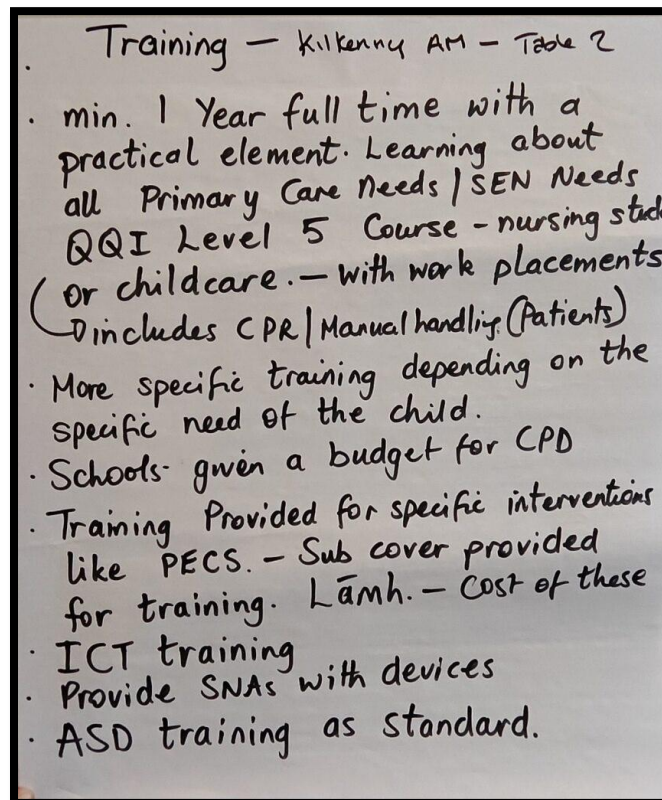 Training – Kilkenny AM – Table 2
• min. 1 Year full time with a
practical element. Learning about
all Primary Care needs / SEN Needs
QQI Level 5 Course – nursing stud
or childcare. – with work placements
includes CPR / Manual handling (Patients)
• More specific training depending on the
specific need of the child.
• Schools given a budget for CPD
• Training Provided for specific interventions
like PECS. – Sub cover provided
for training. Lāmh. – Cost of these
• ICT training
• Provide SNAs with devices
• ASD training as standard.